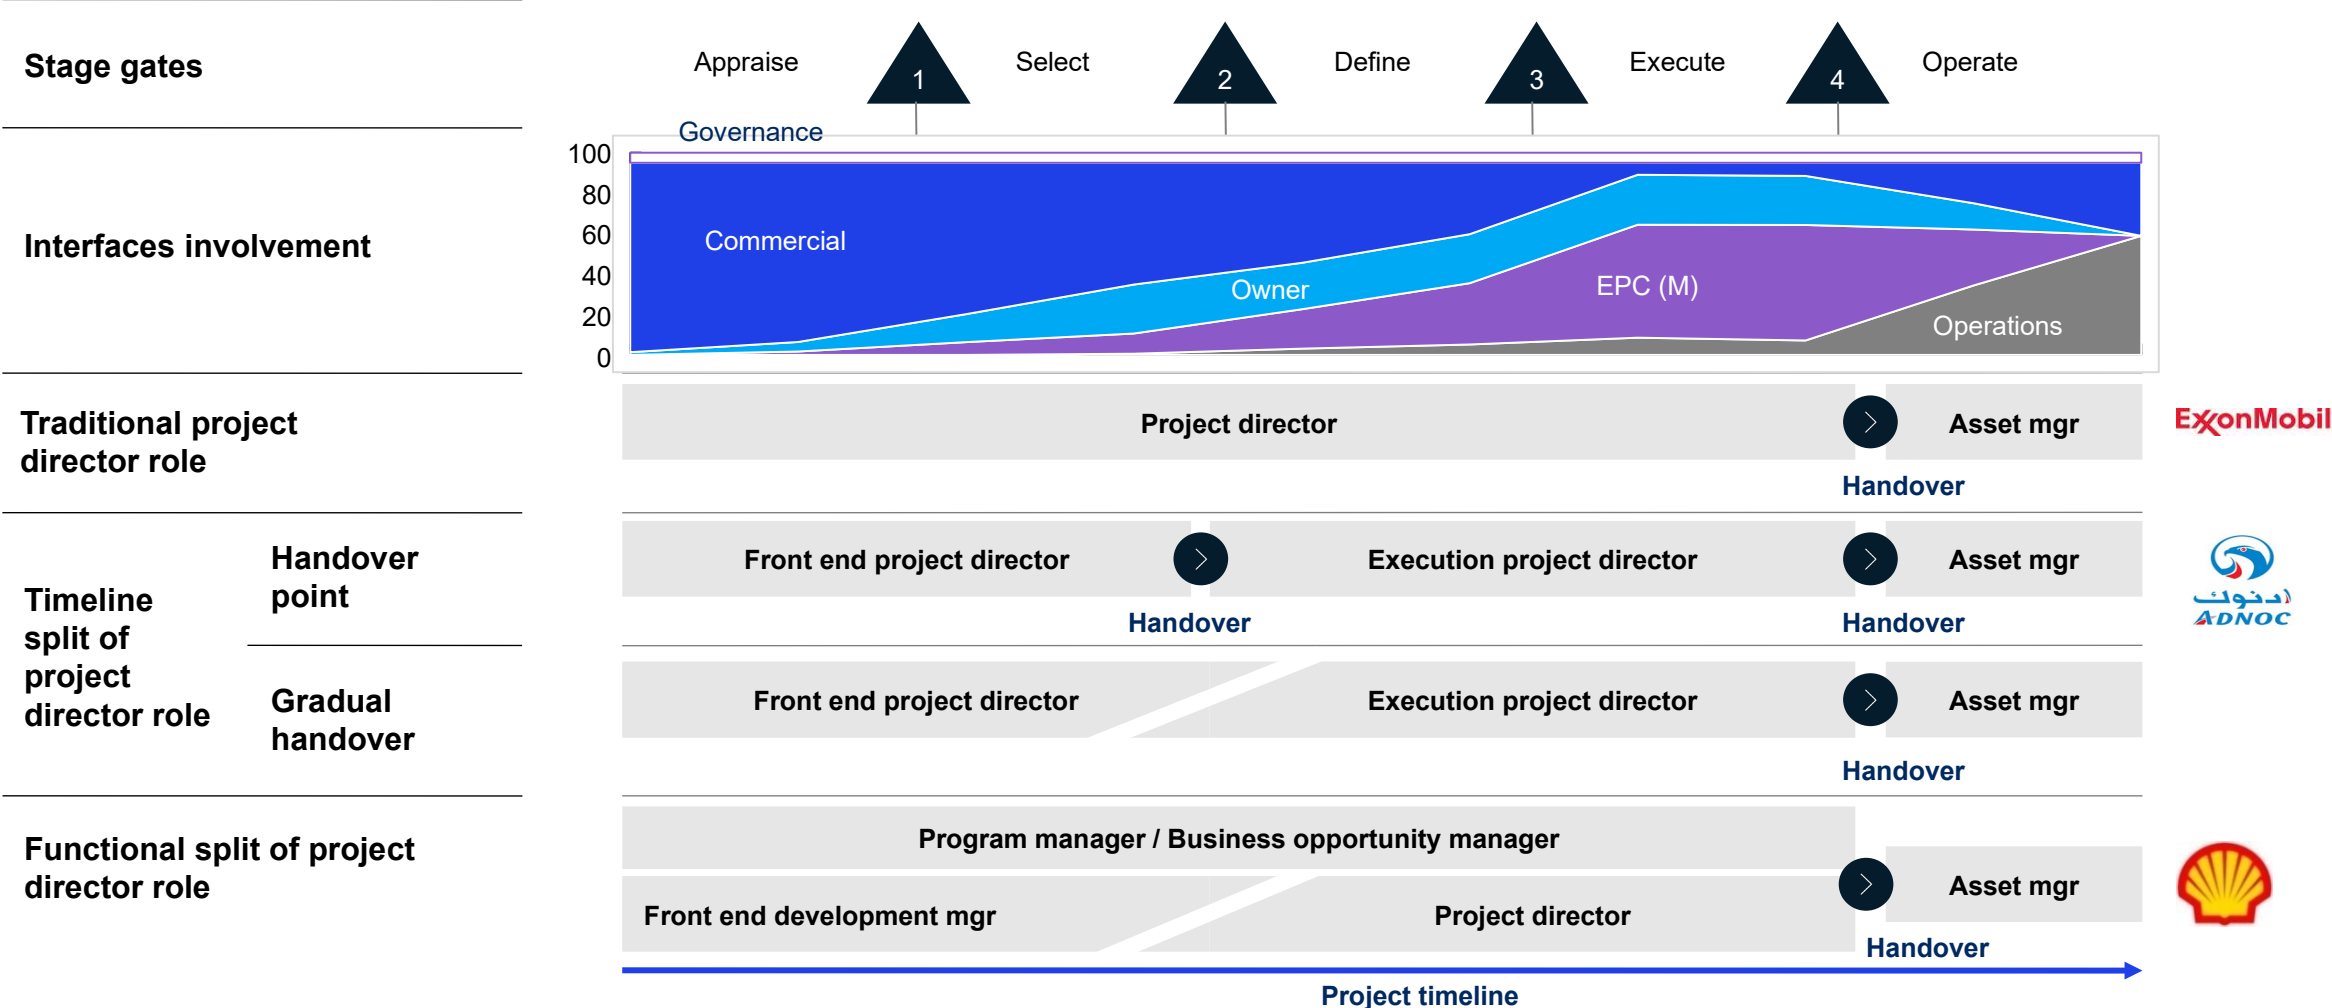 Stage gates
Appraise
1
Select
2
Define
3
Execute
4
Operate
Governance
Interfaces involvement
100
80
60
40
20
0
Commercial
Owner
EPC (M)
Operations
Traditional project
director role
Project director
Asset mgr
ExxonMobil
Handover
Timeline
split of
project
director role
Handover
point
Front end project director
Execution project director
Asset mgr
Handover
Handover
ادنوك
ADNOC
Gradual
handover
Front end project director
Execution project director
Asset mgr
Handover
Functional split of project
director role
Program manager / Business opportunity manager
Front end development mgr
Project director
Asset mgr
Handover
Project timeline